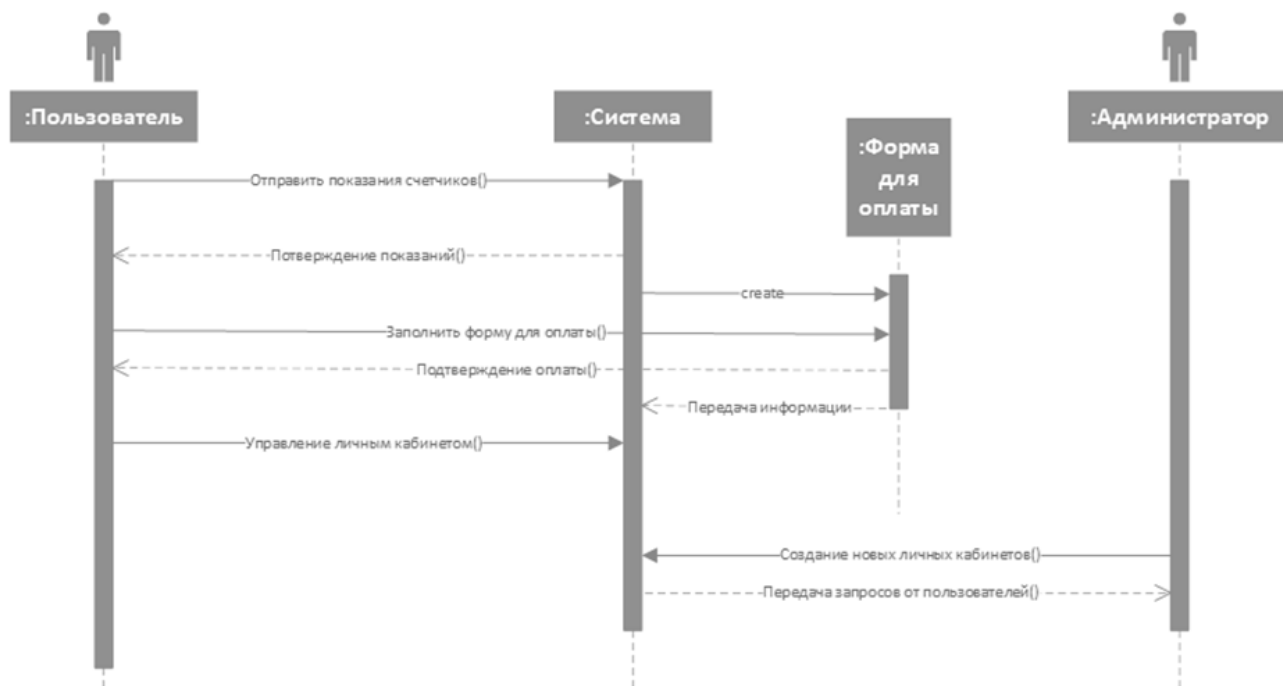 :Пользователь
:Система
:Форма
для
оплаты
:Администратор
Отправить показания счетчиков()
Потверждение показаний()
create
Заполнить форму для оплаты()
Подтверждение оплаты()
Передача информации
Управление личным кабинетом()
Создание новых личных кабинетов()
Передача запросов от пользователей()